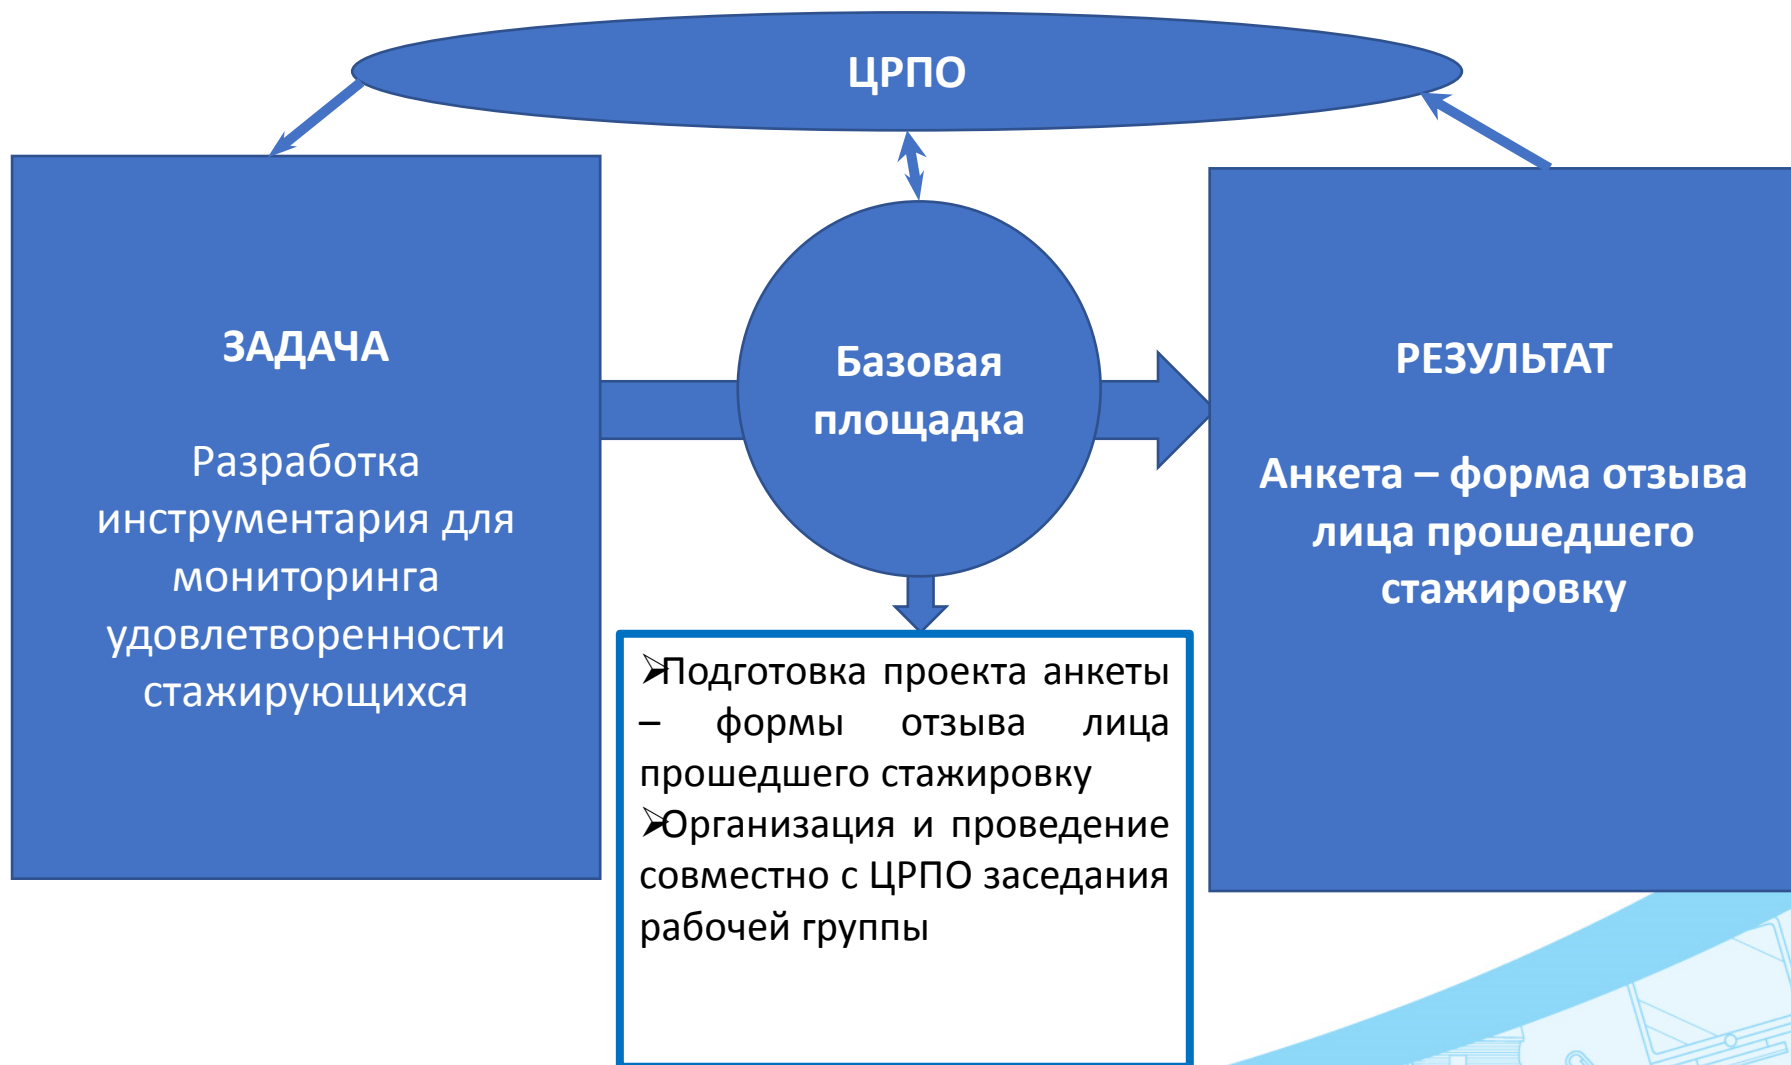 ЦРПО
ЗАДАЧА
Разработка
инструментария для
мониторинга
удовлетворенности
стажирующихся
Базовая
площадка
РЕЗУЛЬТАТ
Анкета – форма отзыва
лица прошедшего
стажировку
➢Подготовка проекта анкеты
– формы отзыва лица
прошедшего стажировку
➢Организация и проведение
совместно с ЦРПО заседания
рабочей группы